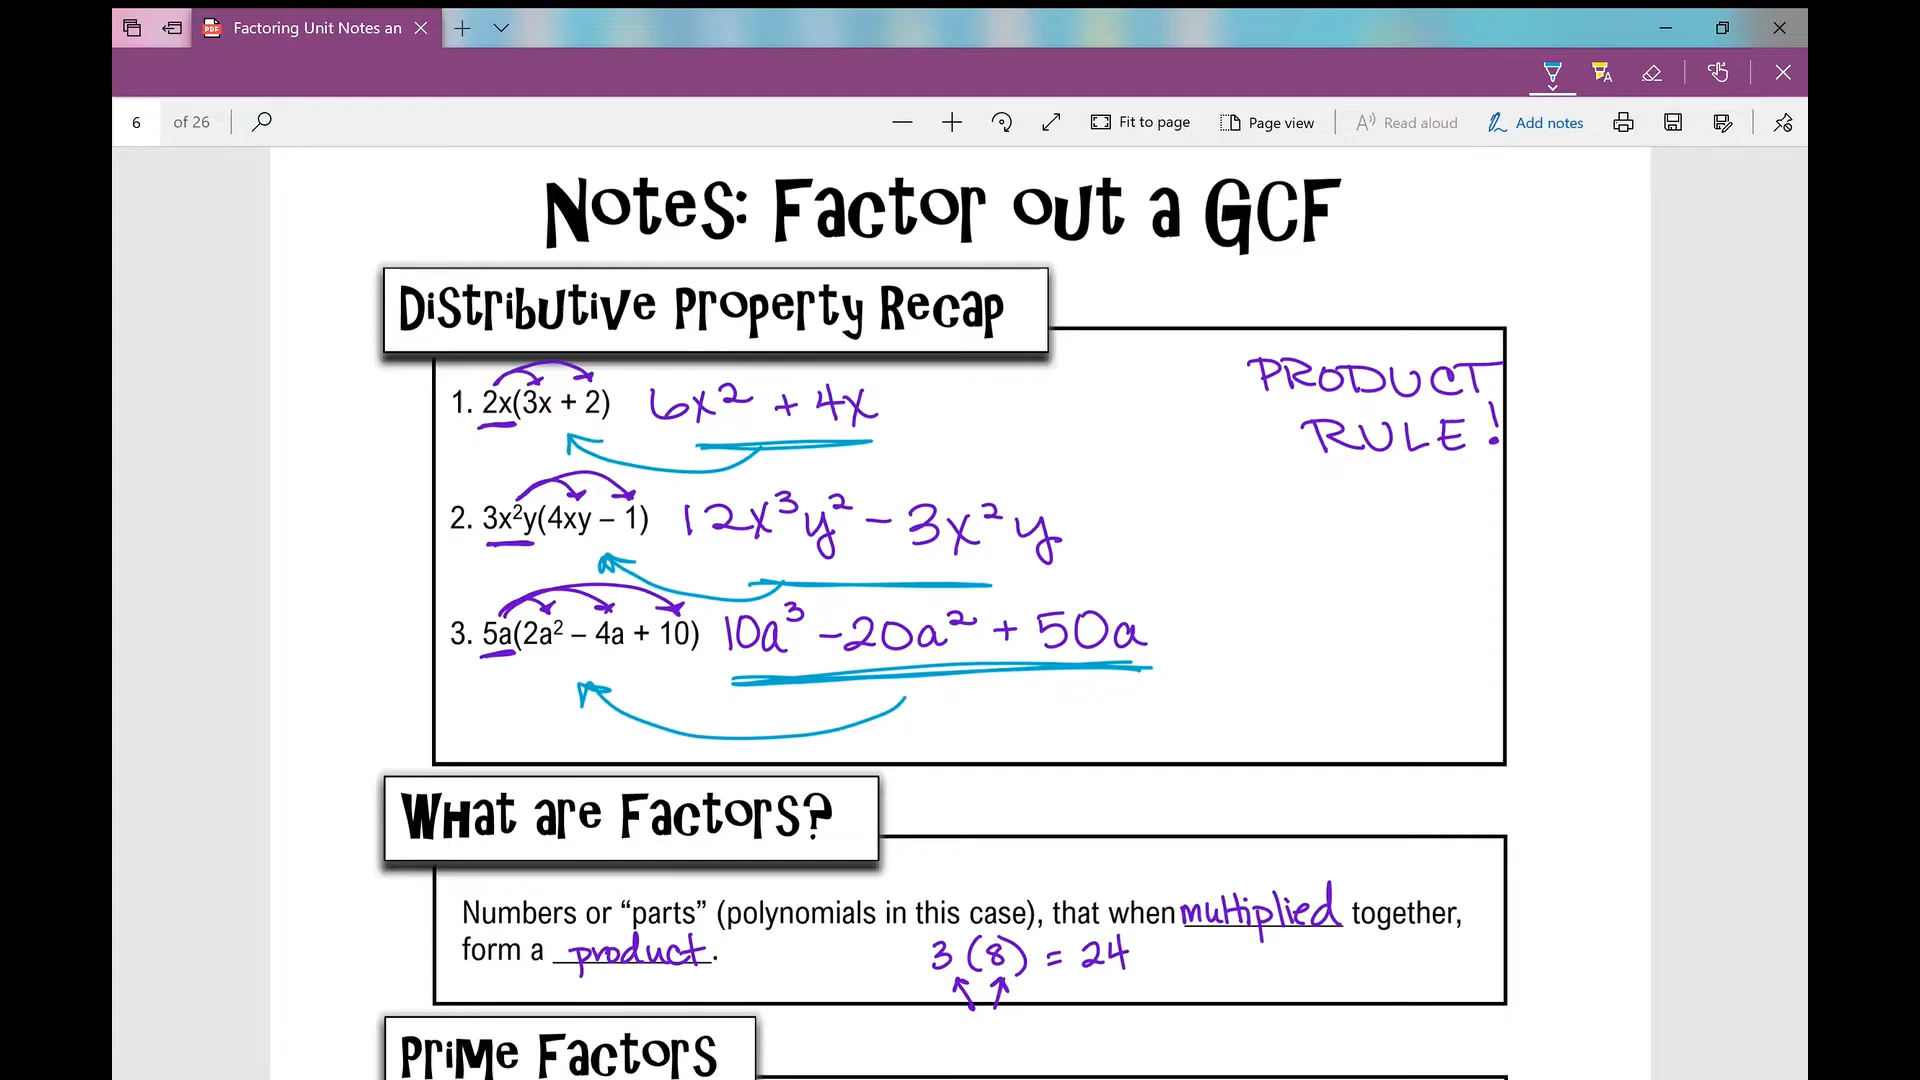 Factoring Unit Notes an
6 of 26 Fit to page Page view Read aloud Add notes
Notes: Factor out a GCF
Distributive Property Recap
PRODUCT
RULE!
1. 2x(3x + 2) 6x² + 4x
2. 3x²y(4xy – 1) 12x³y² – 3x²y
3. 5a(2a² – 4a + 10) 10a³ – 20a² + 50a
What are Factors?
Numbers or “parts” (polynomials in this case), that when multiplied together,
form a product.
3 (8) = 24
Prime Factors